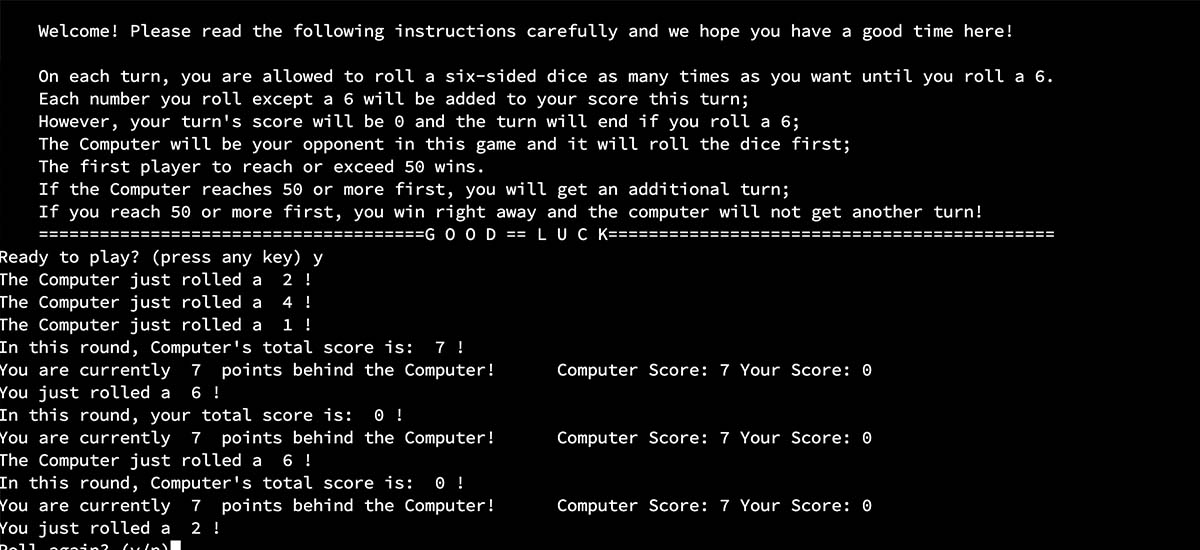 Welcome! Please read the following instructions carefully and we hope you have a good time here!
On each turn, you are allowed to roll a six-sided dice as many times as you want until you roll a 6.
Each number you roll except a 6 will be added to your score this turn;
However, your turn's score will be 0 and the turn will end if you roll a 6;
The Computer will be your opponent in this game and it will roll the dice first;
The first player to reach or exceed 50 wins.
If the Computer reaches 50 or more first, you will get an additional turn;
If you reach 50 or more first, you win right away and the computer will not get another turn!
======================================G O O D == L U C K============================================
Ready to play? (press any key) y
The Computer just rolled a  2 !
The Computer just rolled a  4 !
The Computer just rolled a  1 !
In this round, Computer's total score is:  7 !
You are currently  7  points behind the Computer!      Computer Score: 7 Your Score: 0
You just rolled a  6 !
In this round, your total score is:  0 !
You are currently  7  points behind the Computer!      Computer Score: 7 Your Score: 0
The Computer just rolled a  6 !
In this round, Computer's total score is:  0 !
You are currently  7  points behind the Computer!      Computer Score: 7 Your Score: 0
You just rolled a  2 !
Roll again? (y/n)